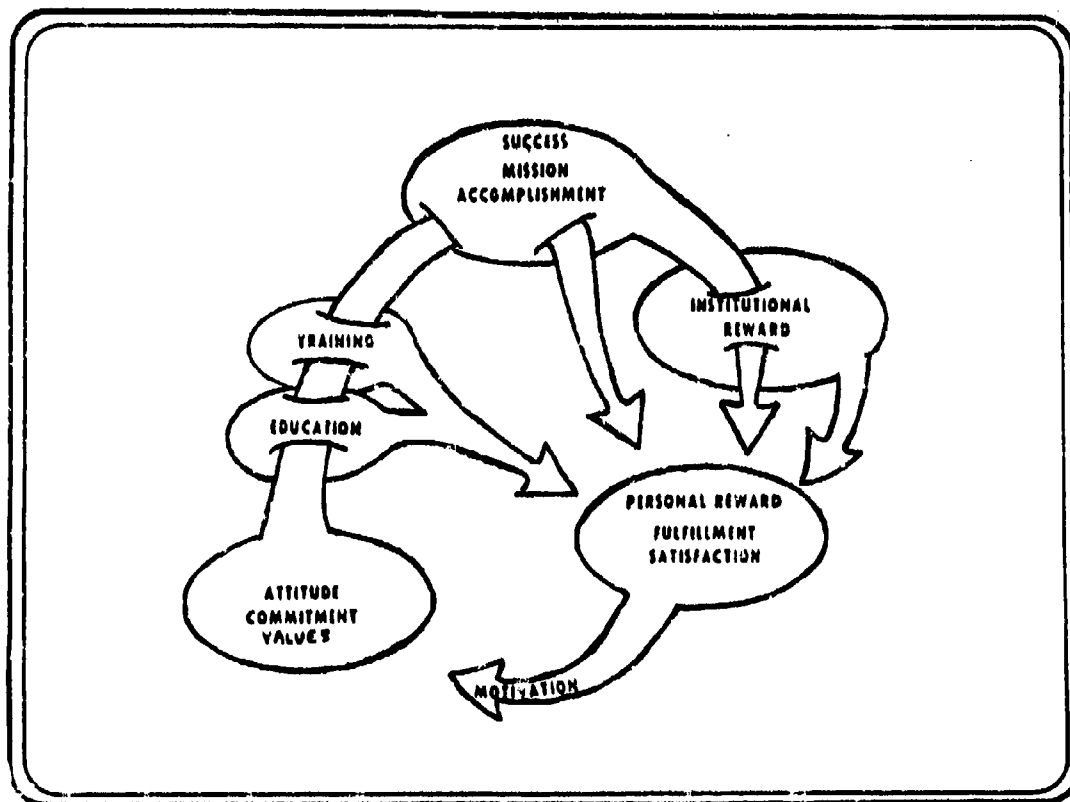 SUCCESS
MISSION
ACCOMPLISHMENT
INSTITUTIONAL
REWARD
TRAINING
EDUCATION
PERSONAL REWARD
FULFILLMENT
SATISFACTION
ATTITUDE
COMMITMENT
VALUES
MOTIVATION